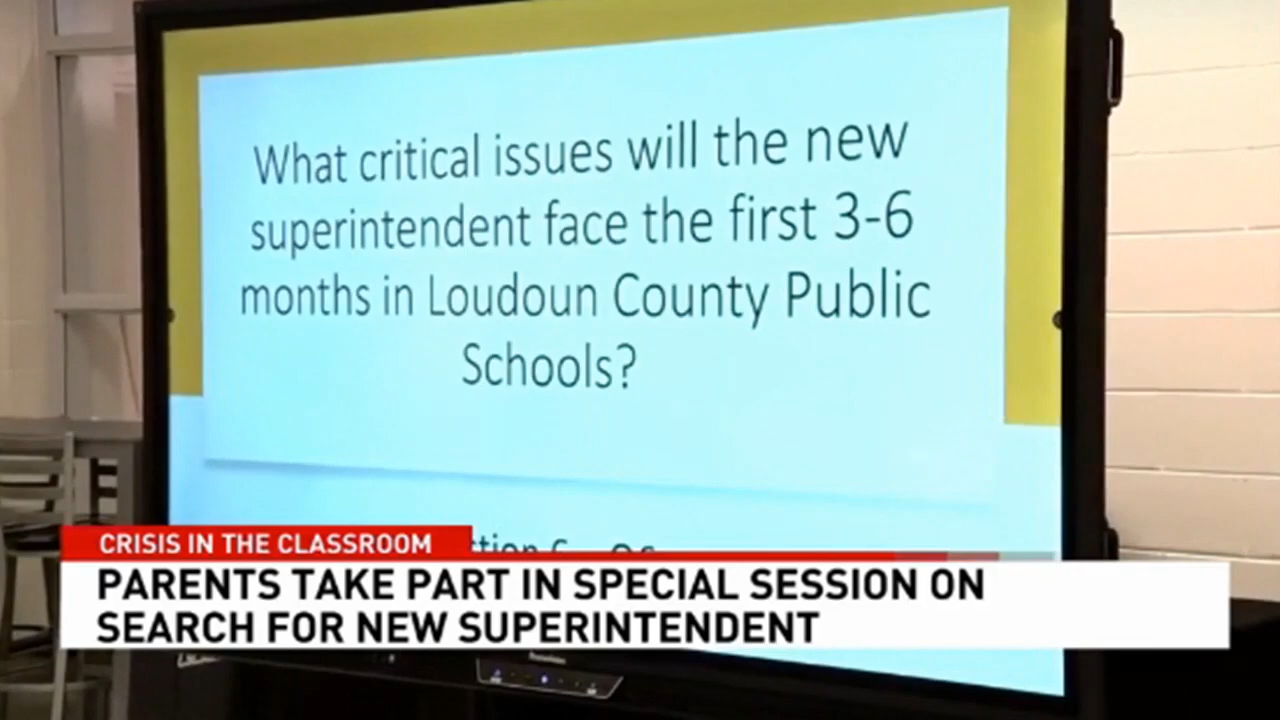 What critical issues will the new
superintendent face the first 3-6
months in Loudoun County Public
Schools?
CRISIS IN THE CLASSROOM
PARENTS TAKE PART IN SPECIAL SESSION ON
SEARCH FOR NEW SUPERINTENDENT